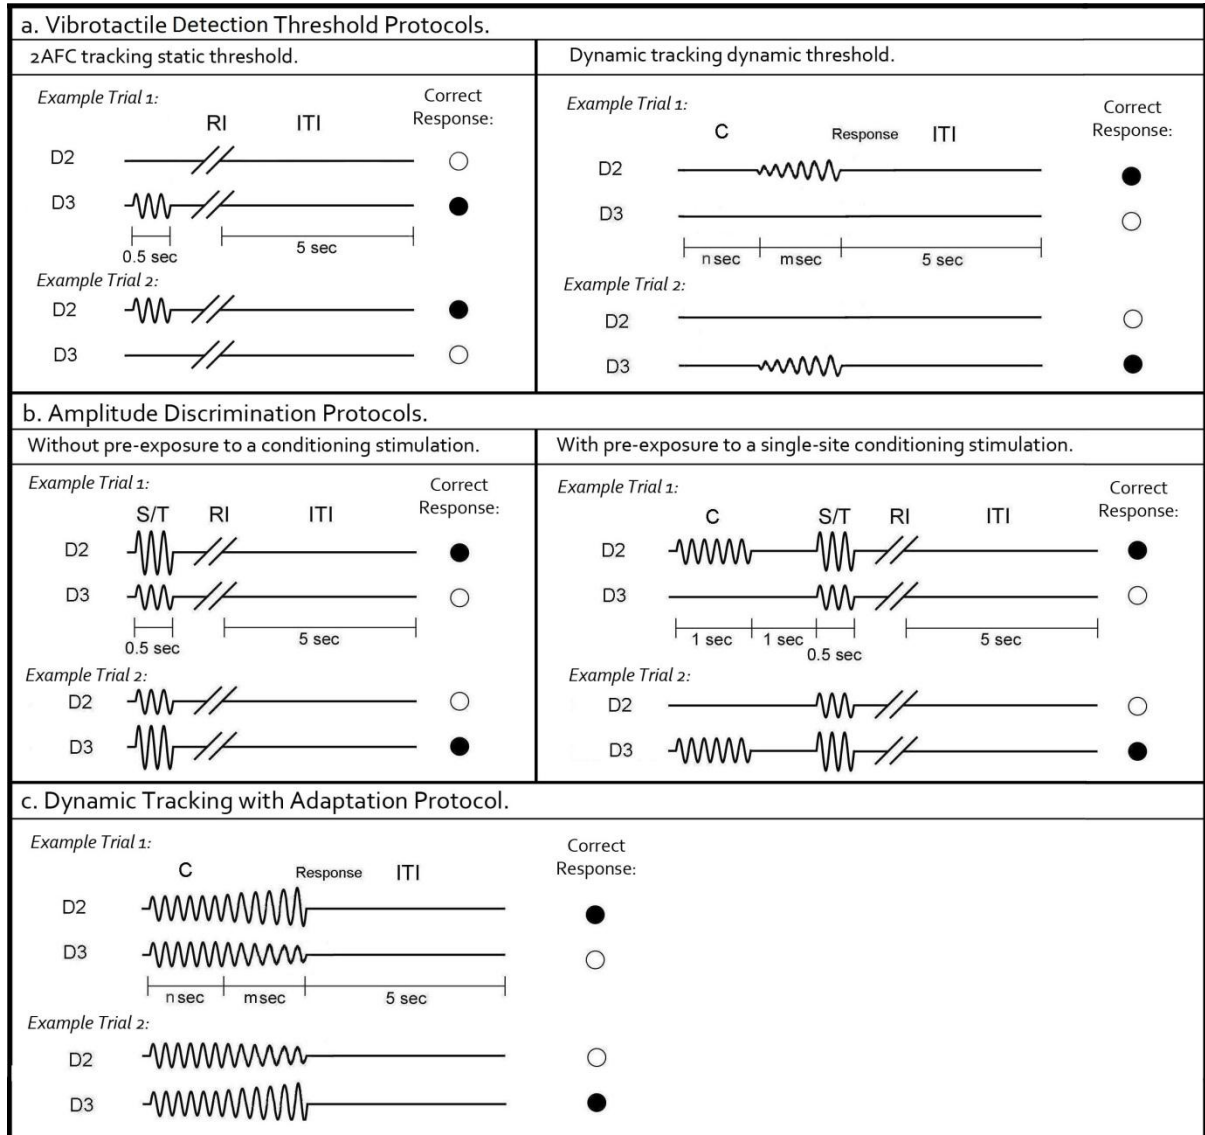 a. Vibrotactile Detection Threshold Protocols.
2AFC tracking static threshold.
Example Trial 1:
Correct
Response:
RI ITI
D2
D3
0.5 sec 5 sec
Example Trial 2:
D2
D3
Dynamic tracking dynamic threshold.
Example Trial 1:
Correct
Response:
C Response ITI
D2
D3
n sec m sec 5 sec
Example Trial 2:
D2
D3
b. Amplitude Discrimination Protocols.
Without pre-exposure to a conditioning stimulation.
Example Trial 1:
Correct
Response:
S/T RI ITI
D2
D3
0.5 sec 5 sec
Example Trial 2:
D2
D3
With pre-exposure to a single-site conditioning stimulation.
Example Trial 1:
Correct
Response:
C S/T RI ITI
D2
D3
1 sec 1 sec 0.5 sec 5 sec
Example Trial 2:
D2
D3
c. Dynamic Tracking with Adaptation Protocol.
Example Trial 1:
Correct
Response:
C Response ITI
D2
D3
n sec m sec 5 sec
Example Trial 2:
D2
D3